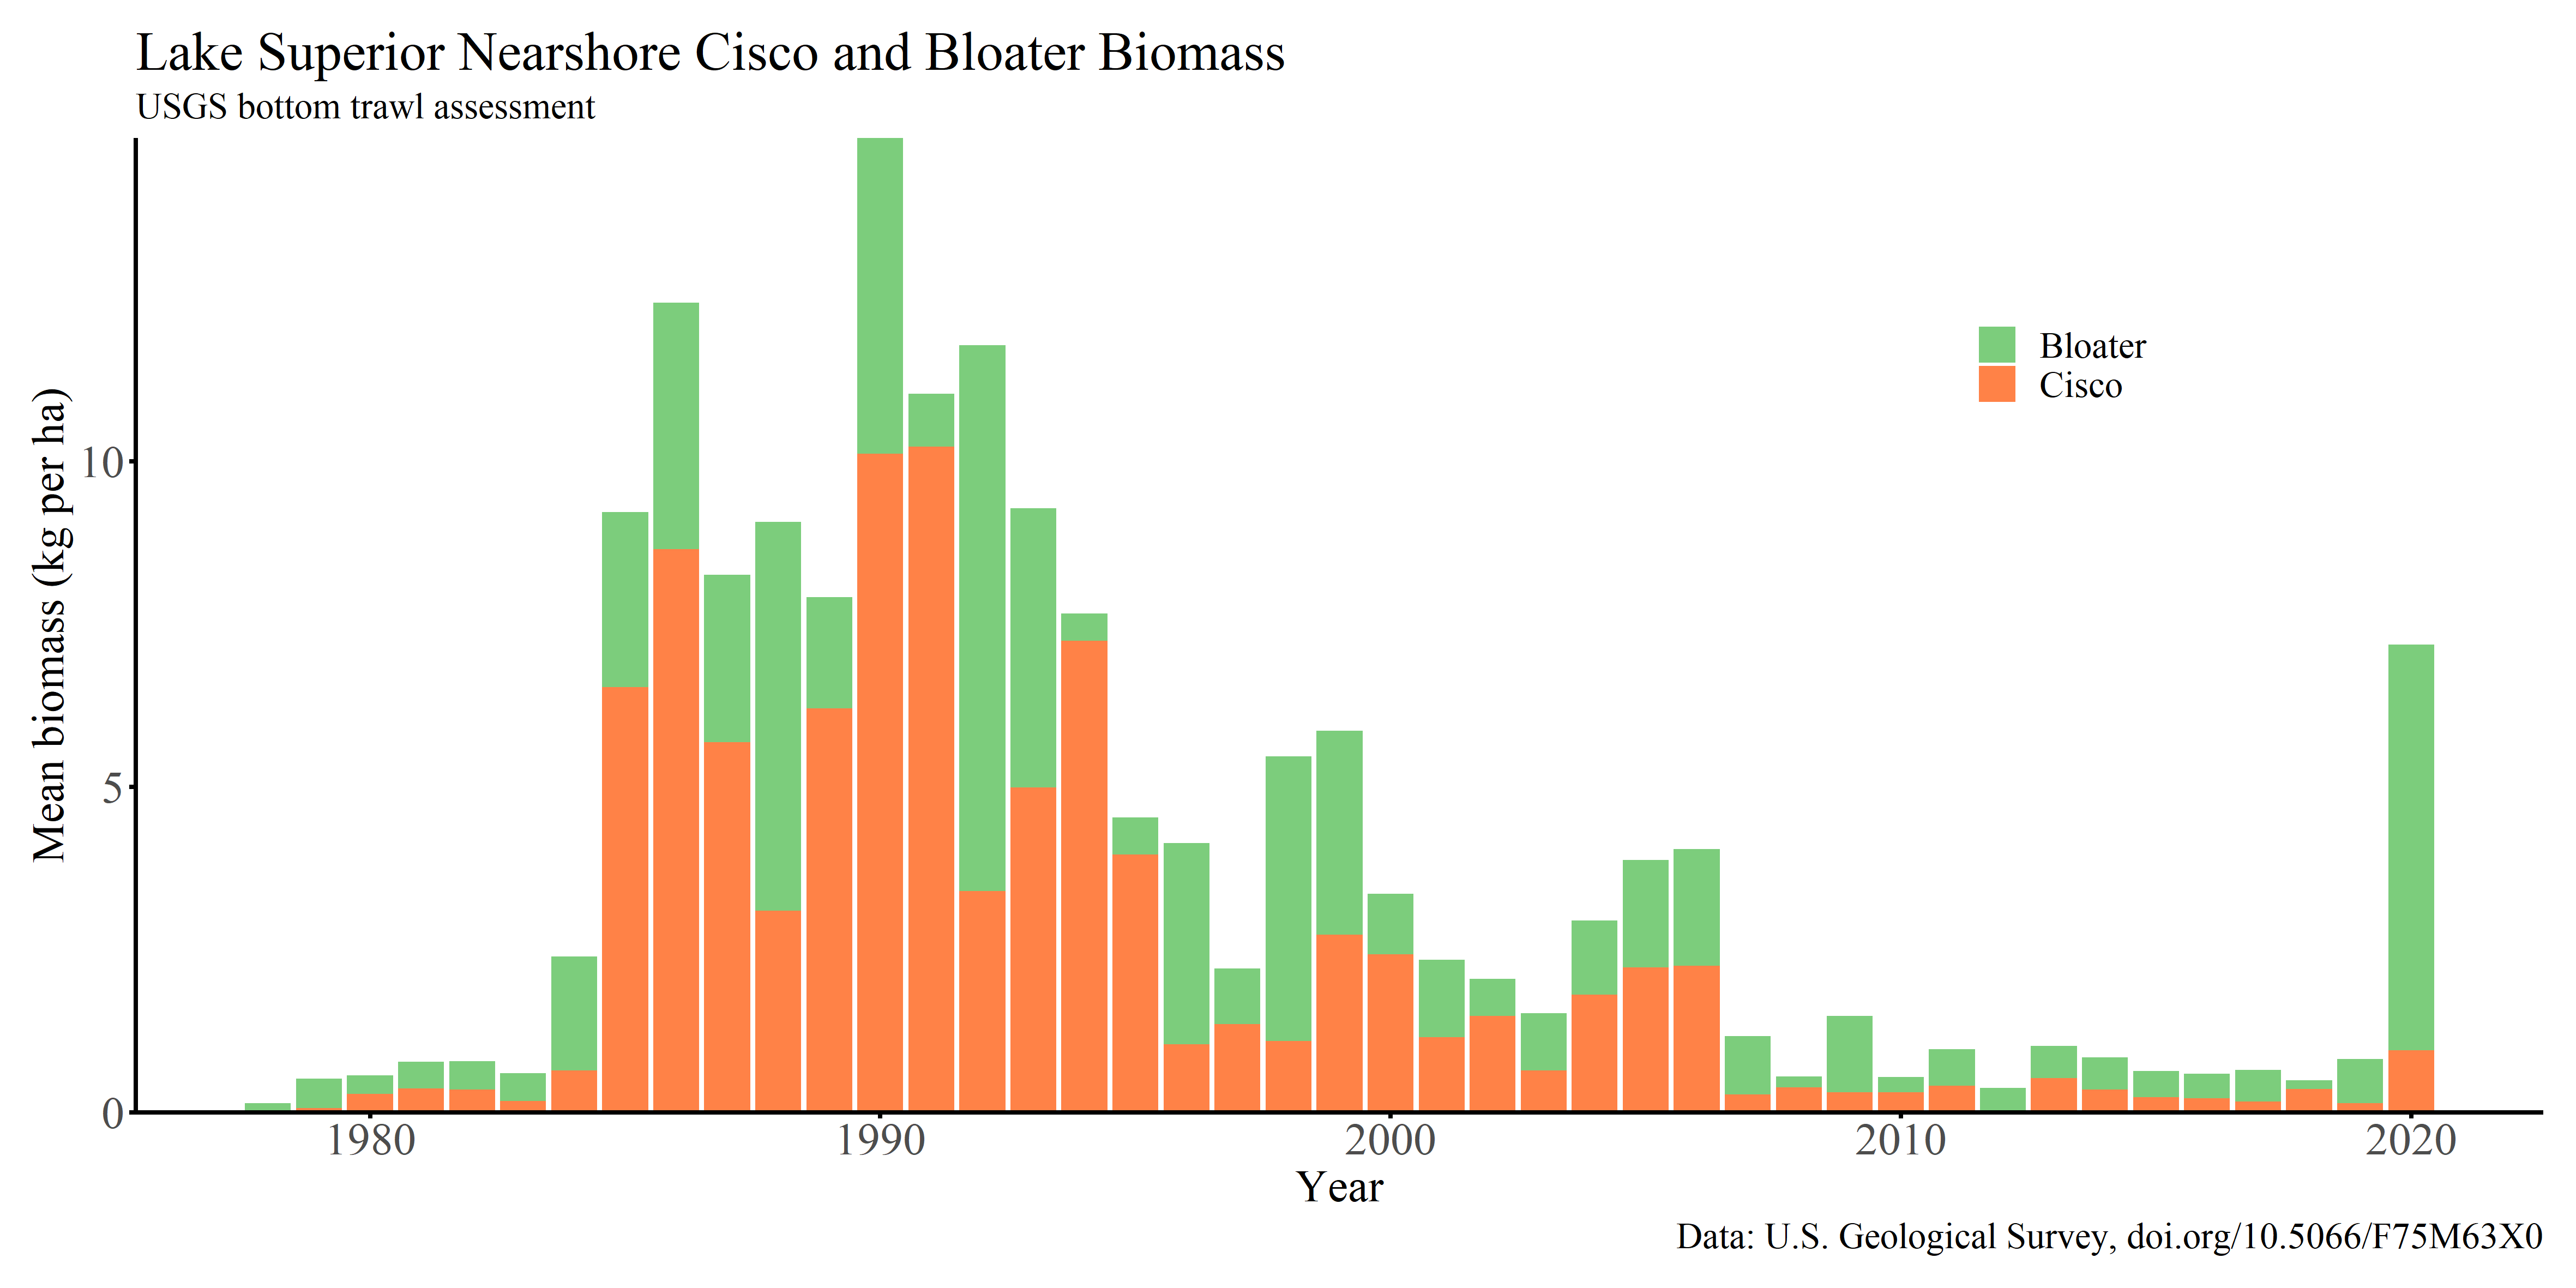 Lake Superior Nearshore Cisco and Bloater Biomass
USGS bottom trawl assessment
Mean biomass (kg per ha)
10
5
0
Bloater
Cisco
1980 1990 2000 2010 2020
Year
Data: U.S. Geological Survey, doi.org/10.5066/F75M63X0